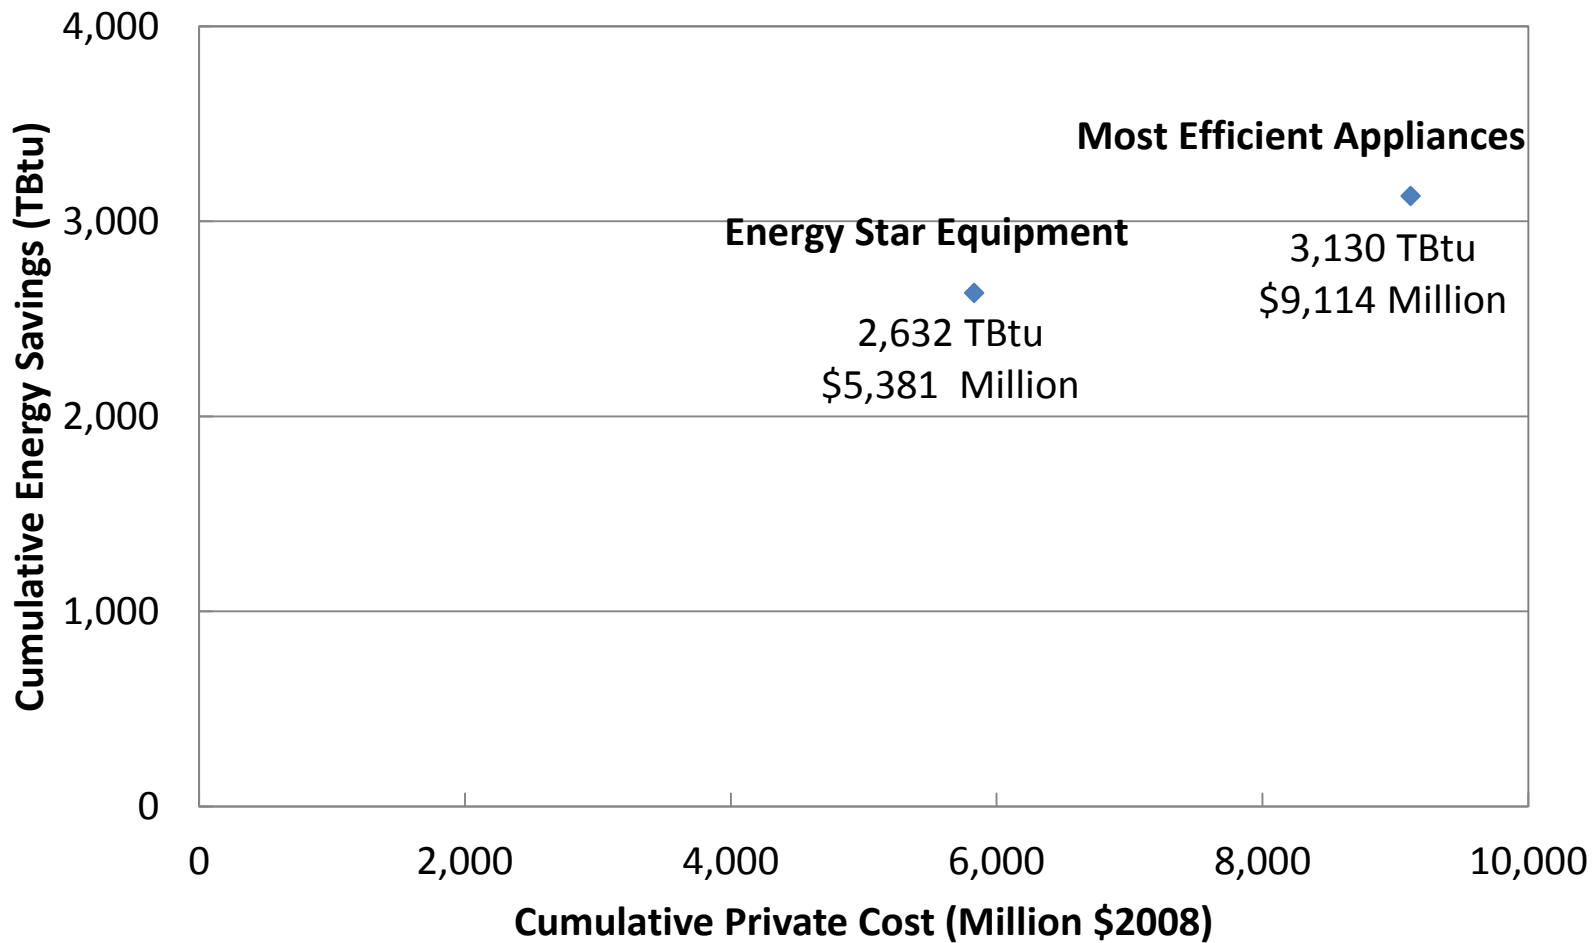 4,000
3,000
2,000
1,000
0
Cumulative Energy Savings (TBtu)
Most Efficient Appliances
3,130 TBtu
$9,114 Million
Energy Star Equipment
2,632 TBtu
$5,381  Million
0 2,000 4,000 6,000 8,000 10,000
Cumulative Private Cost (Million $2008)